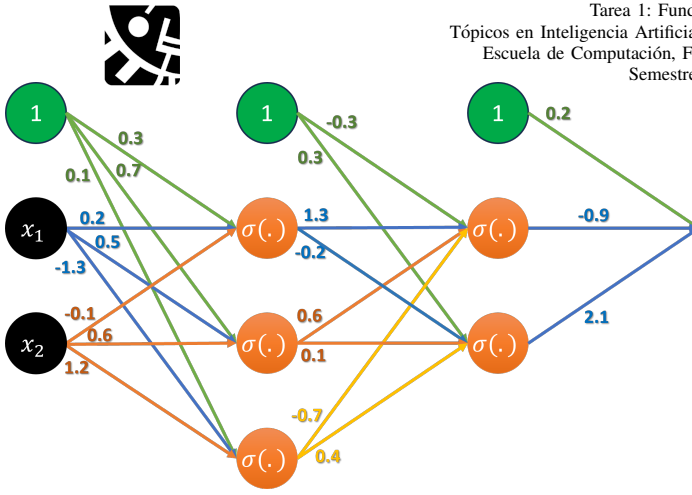 Tarea 1: Fund
Tópicos en Inteligencia Artificia
Escuela de Computación, F
Semestre
1 1 1
0.3 -0.3 0.2
0.7 0.3
0.1
x₁ 0.2 σ(.) 1.3 σ(.) -0.9
0.5 -0.2
-1.3
-0.1 0.6 2.1
x₂ 0.6 σ(.) 0.1 σ(.)
1.2
-0.7
σ(.) 0.4